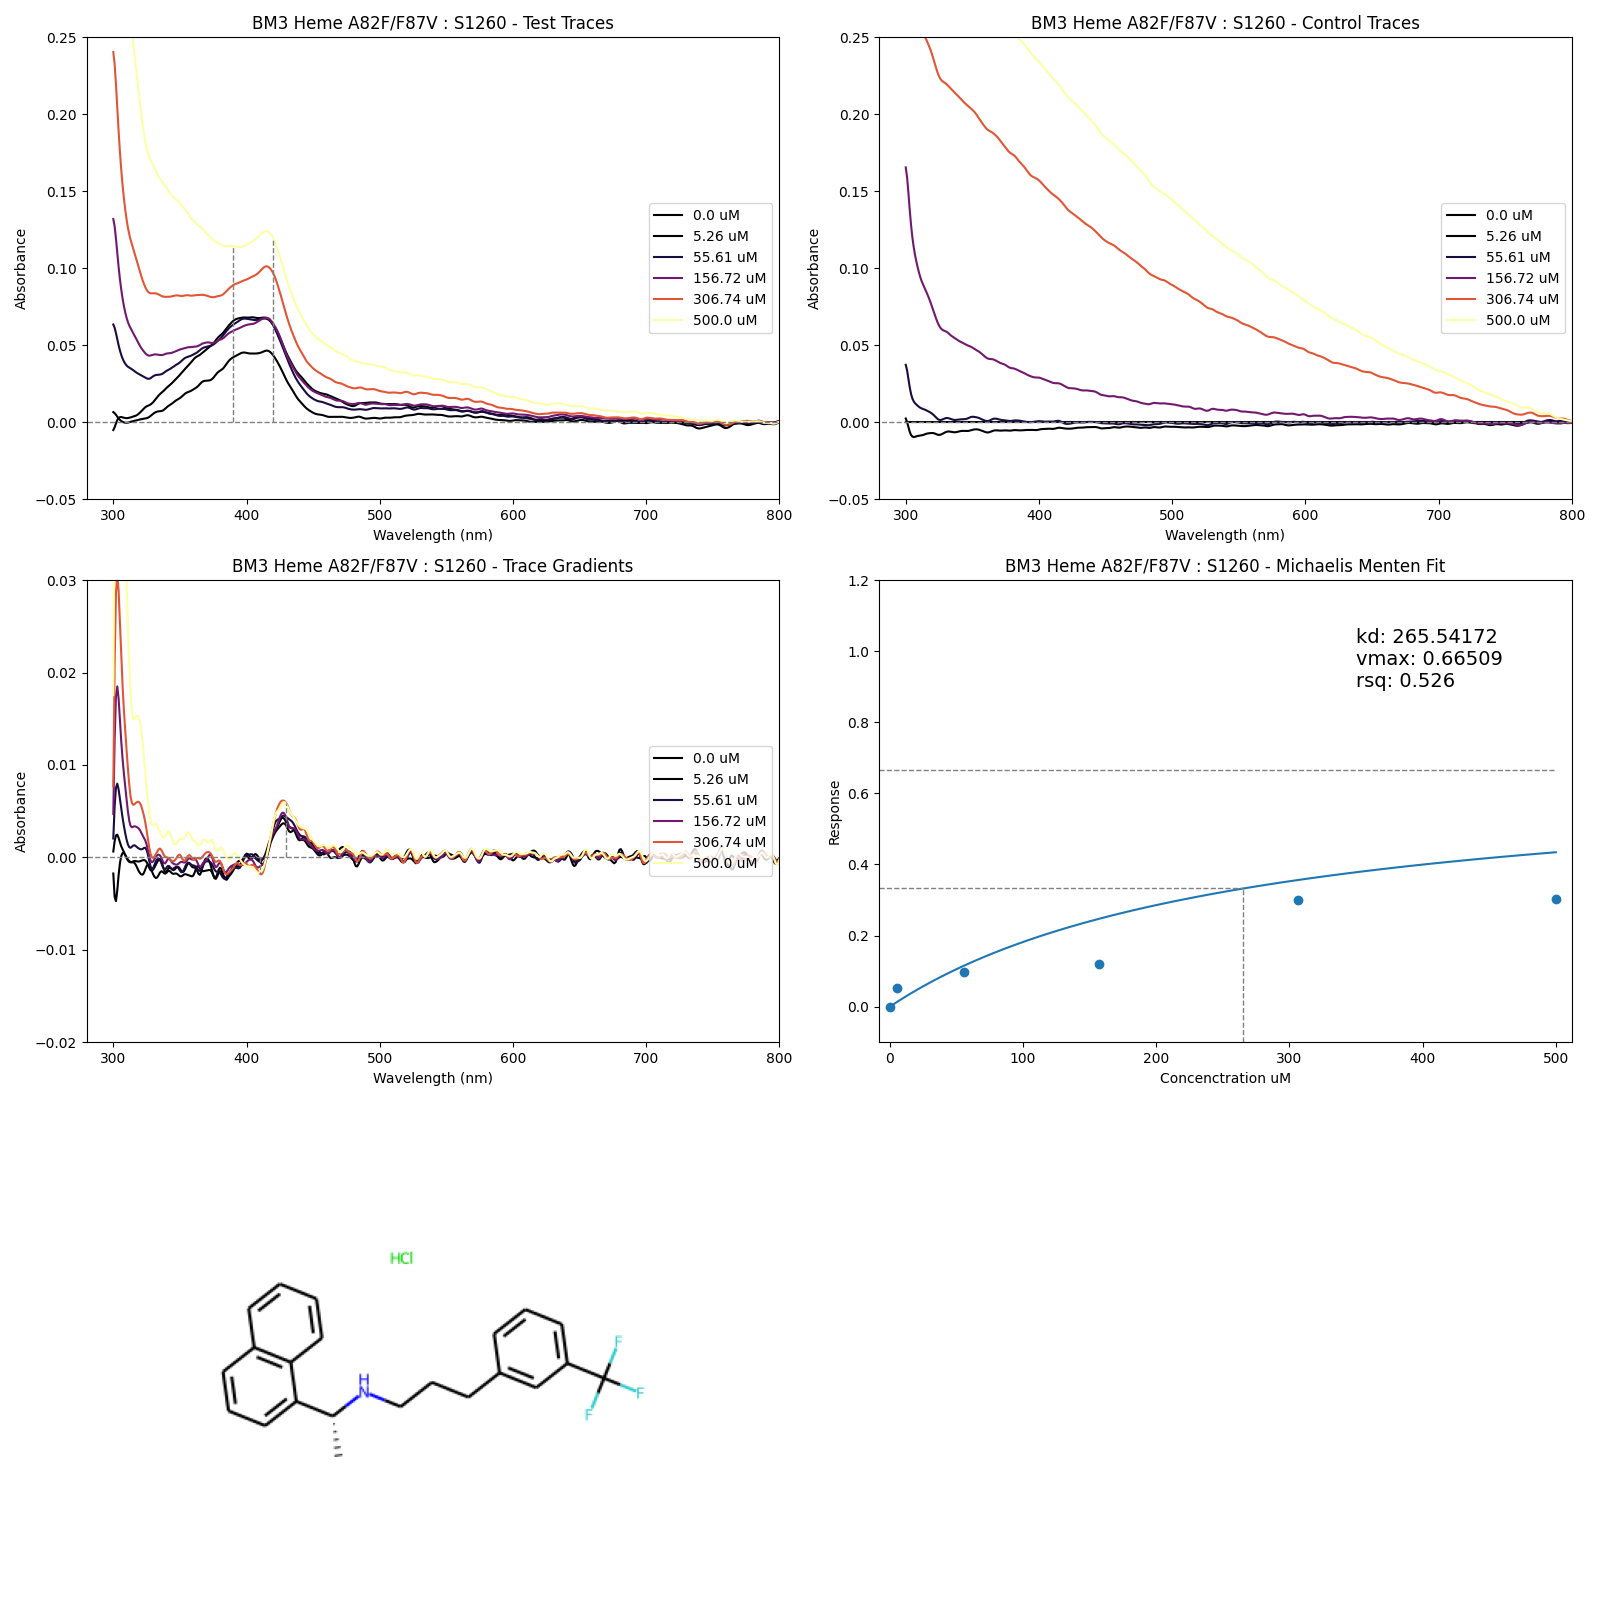 BM3 Heme A82F/F87V : S1260 - Test Traces
0.25
0.20
0.15
0.10
0.05
0.00
−0.05
Absorbance
300 400 500 600 700 800
Wavelength (nm)
0.0 uM
5.26 uM
55.61 uM
156.72 uM
306.74 uM
500.0 uM
BM3 Heme A82F/F87V : S1260 - Control Traces
0.25
0.20
0.15
0.10
0.05
0.00
−0.05
Absorbance
300 400 500 600 700 800
Wavelength (nm)
0.0 uM
5.26 uM
55.61 uM
156.72 uM
306.74 uM
500.0 uM
BM3 Heme A82F/F87V : S1260 - Trace Gradients
0.03
0.02
0.01
0.00
−0.01
−0.02
Absorbance
300 400 500 600 700 800
Wavelength (nm)
0.0 uM
5.26 uM
55.61 uM
156.72 uM
306.74 uM
500.0 uM
BM3 Heme A82F/F87V : S1260 - Michaelis Menten Fit
1.2
1.0
0.8
0.6
0.4
0.2
0.0
Response
kd: 265.54172
vmax: 0.66509
rsq: 0.526
0 100 200 300 400 500
Concenctration uM
HCl
H
N
F
F
F